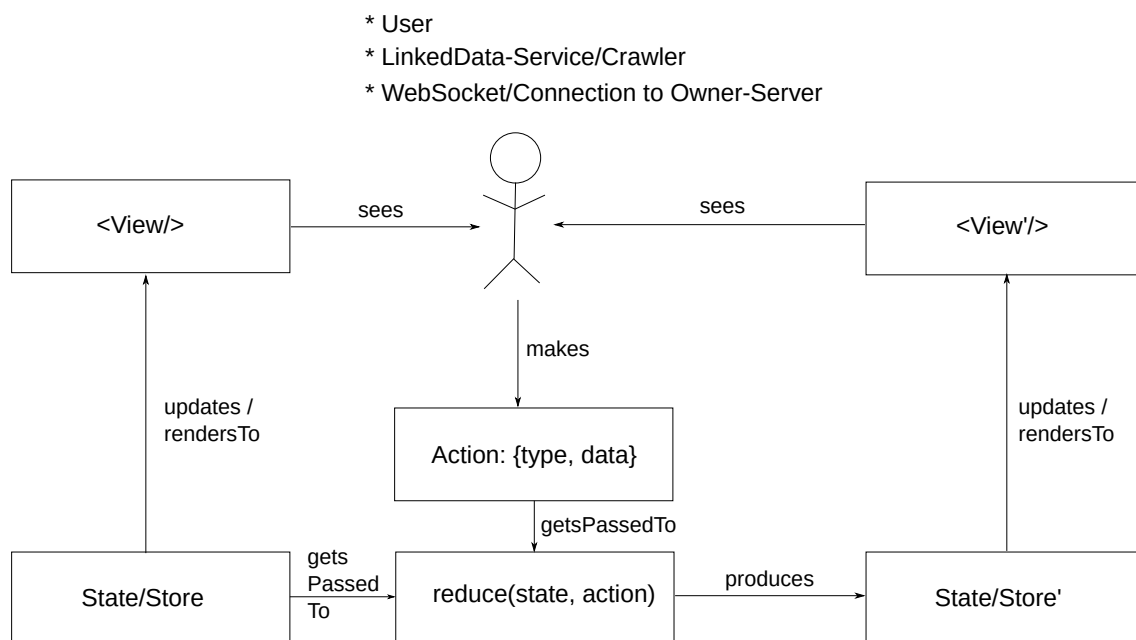 * User
* LinkedData-Service/Crawler
* WebSocket/Connection to Owner-Server
<View/>
sees
sees
<View'/>
makes
updates /
rendersTo
updates /
rendersTo
Action: {type, data}
getsPassedTo
State/Store
gets
Passed
To
reduce(state, action)
produces
State/Store'